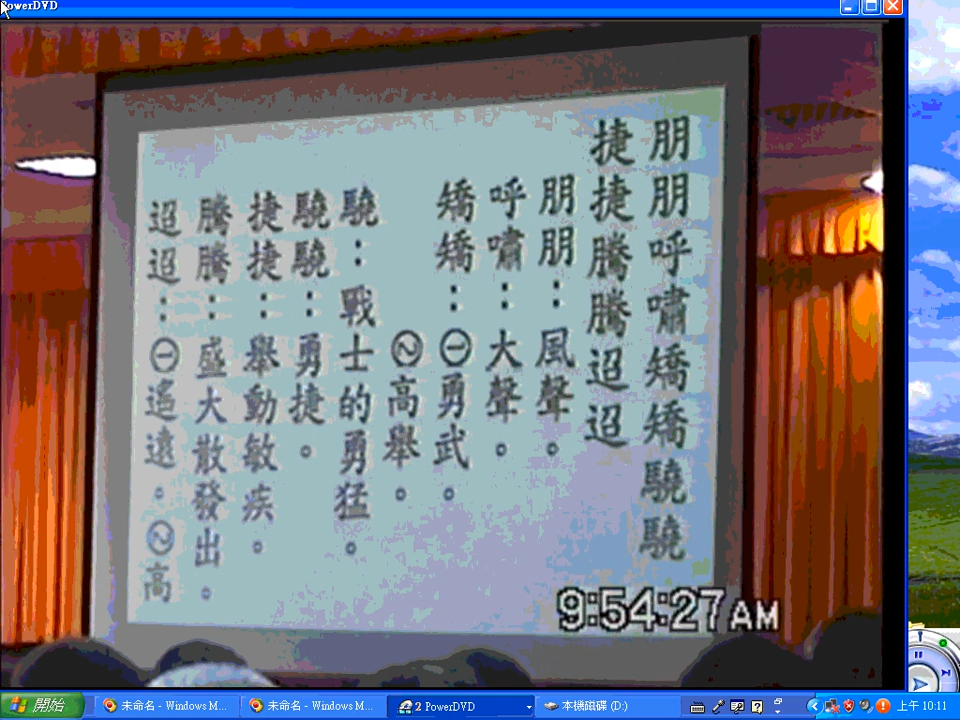 PowerDVD
朋朋呼嘯矯矯驍驍
捷捷騰騰迢迢
朋朋：風聲。
呼嘯：大聲。
矯矯：㊀勇武。
㊁高舉。
驍：戰士的勇猛。
驍驍：勇捷。
捷捷：舉動敏疾。
騰騰：盛大散發出。
迢迢：㊀遙遠。㊁高
9:54:27AM
開始
未命名 - Windows M...
未命名 - Windows M...
2 PowerDVD
本機磁碟 (D:)
上午 10:11